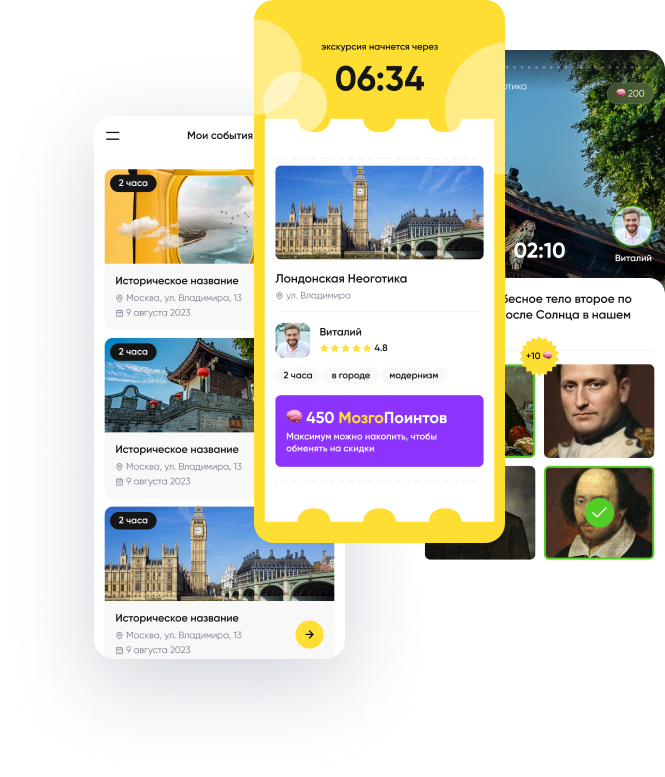 Мои события
2 часа
Историческое название
Москва, ул. Владимира, 13
9 августа 2023
2 часа
Историческое название
Москва, ул. Владимира, 13
9 августа 2023
2 часа
Историческое название
Москва, ул. Владимира, 13
9 августа 2023
экскурсия начнется через
06:34
Лондонская Неоготика
ул. Владимира
Виталий
4.8
2 часа
в городе
модернизм
450 МозгоПоинтов
Максимум можно накопить, чтобы
обменять на скидки
200
02:10
Виталий
тело второе по
Солнца в нашем
+10